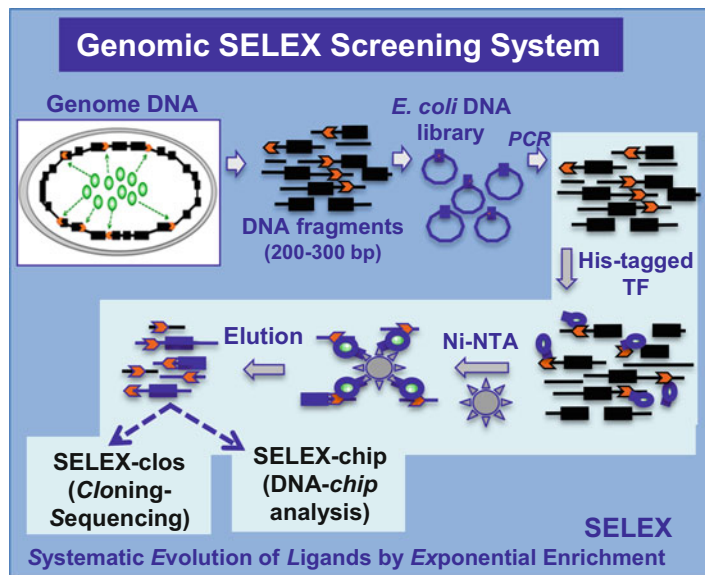 Genomic SELEX Screening System
Genome DNA
E. coli DNA
library
PCR
DNA fragments
(200-300 bp)
His-tagged
TF
Ni-NTA
Elution
SELEX-clos
(Cloning-
Sequencing)
SELEX-chip
(DNA-chip
analysis)
SELEX
Systematic Evolution of Ligands by Exponential Enrichment